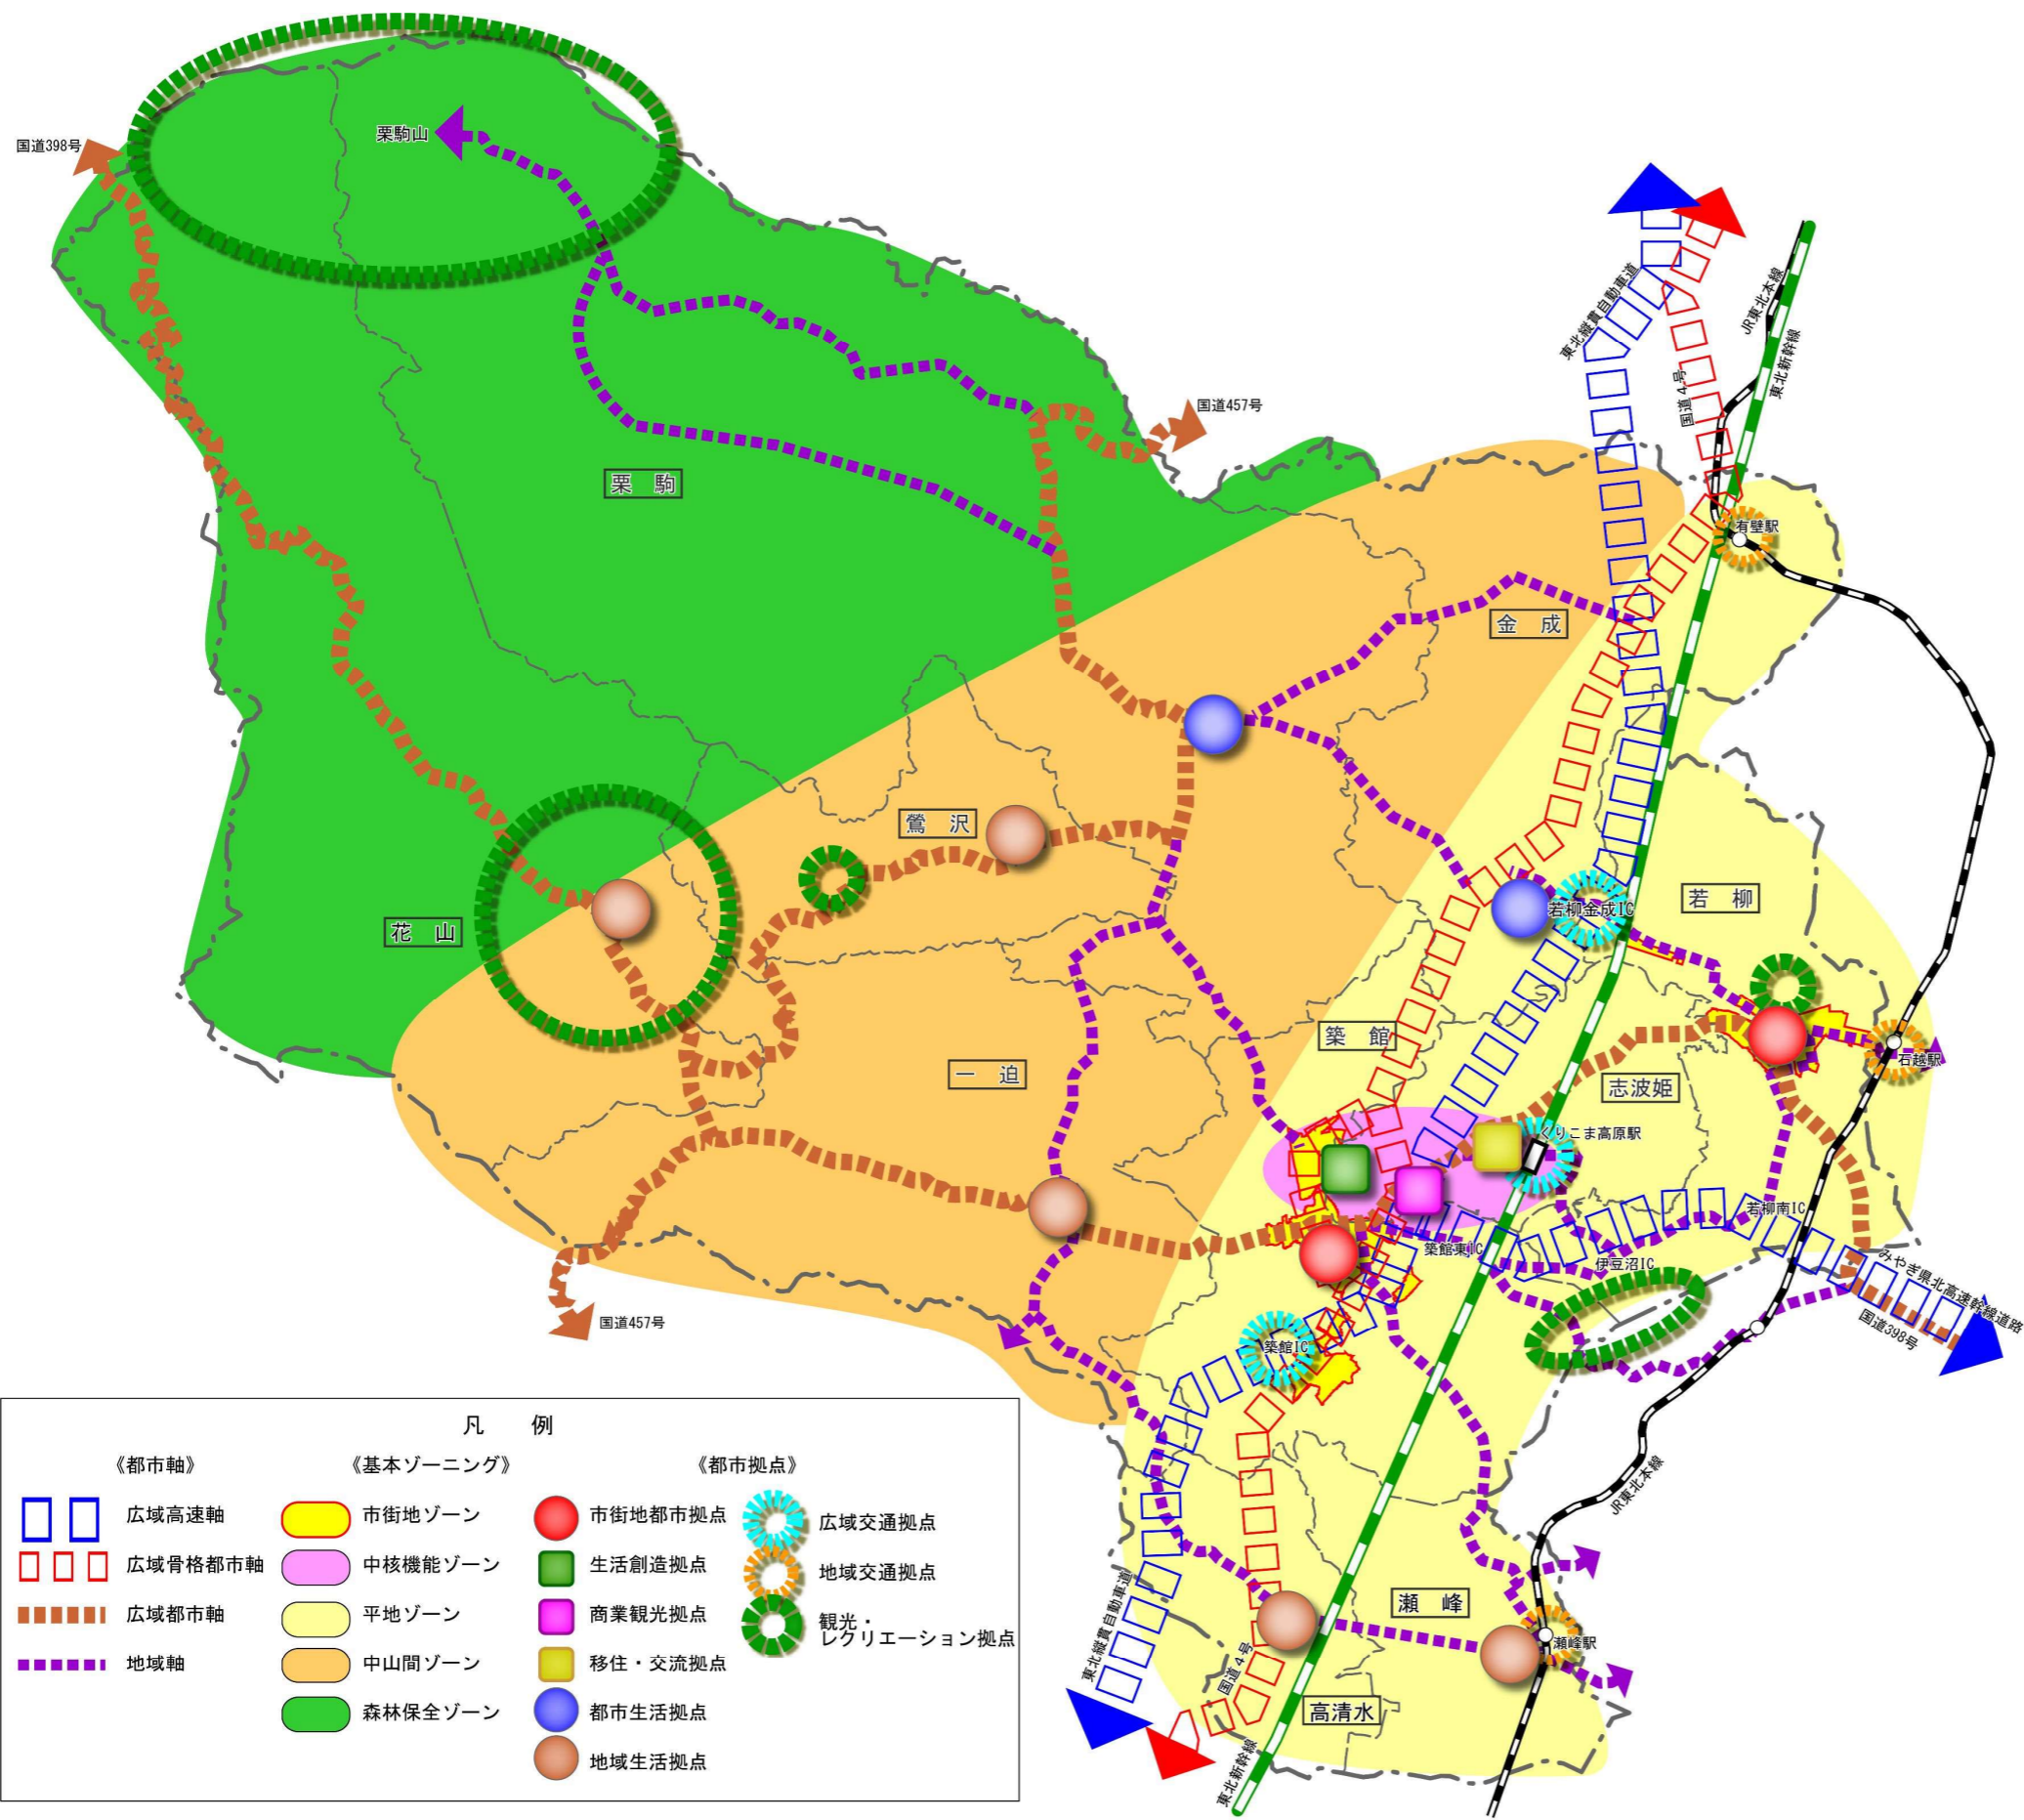 栗駒山
国道398号
東北縦貫自動車道
JR東北本線
東北新幹線
国道4号
国道457号
栗　駒
有壁駅
金　成
鶯　沢
若　柳
若柳金成IC
花　山
築　館
石越駅
一　迫
志波姫
くりこま高原駅
若柳南IC
築館東IC
伊豆沼IC
みやぎ県北高速幹線道路
国道398号
国道457号
築館IC
JR東北本線
東北縦貫自動車道
瀬　峰
瀬峰駅
国道4号
高清水
東北新幹線
凡　例
《都市軸》
広域高速軸
広域骨格都市軸
広域都市軸
地域軸
《基本ゾーニング》
市街地ゾーン
中核機能ゾーン
平地ゾーン
中山間ゾーン
森林保全ゾーン
《都市拠点》
市街地都市拠点
生活創造拠点
商業観光拠点
移住・交流拠点
都市生活拠点
地域生活拠点
広域交通拠点
地域交通拠点
観光・
レクリエーション拠点